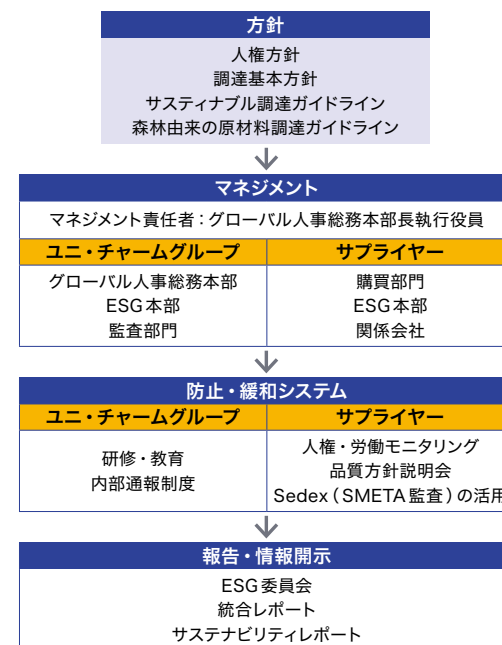 方針
人権方針
調達基本方針
サスティナブル調達ガイドライン
森林由来の原材料調達ガイドライン
マネジメント
マネジメント責任者：グローバル人事総務本部長執行役員
ユニ・チャームグループ
サプライヤー
グローバル人事総務本部
ESG本部
監査部門
購買部門
ESG本部
関係会社
防止・緩和システム
ユニ・チャームグループ
サプライヤー
研修・教育
内部通報制度
人権・労働モニタリング
品質方針説明会
Sedex（SMETA監査）の活用
報告・情報開示
ESG委員会
統合レポート
サステナビリティレポート